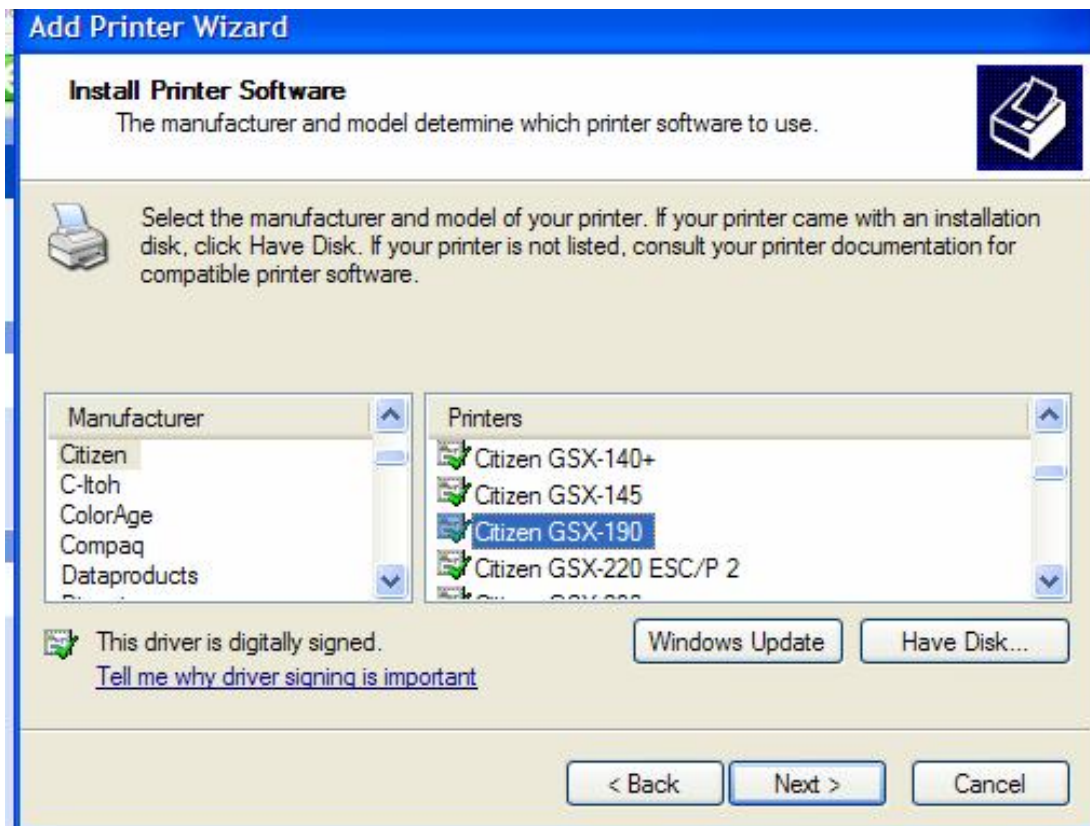 Add Printer Wizard
Install Printer Software
The manufacturer and model determine which printer software to use.
Select the manufacturer and model of your printer. If your printer came with an installation
disk, click Have Disk. If your printer is not listed, consult your printer documentation for
compatible printer software.
Manufacturer
Citizen
C-Itoh
ColorAge
Compaq
Dataproducts
Printers
Citizen GSX-140+
Citizen GSX-145
Citizen GSX-190
Citizen GSX-220 ESC/P 2
This driver is digitally signed.
Tell me why driver signing is important
Windows Update
Have Disk...
< Back
Next >
Cancel